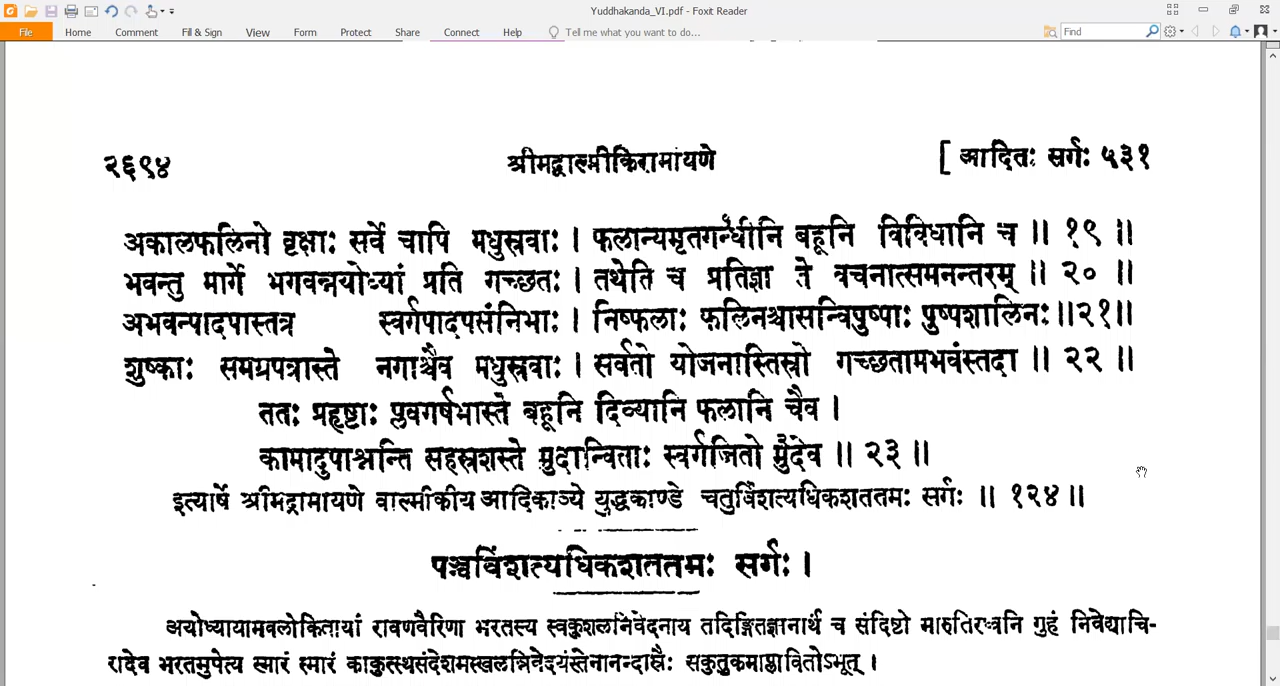 Yuddhakanda_VI.pdf - Foxit Reader
File Home Comment Fill & Sign View Form Protect Share Connect Help Tell me what you want to do... Find
२६९४ श्रीमद्वाल्मीकिरामायणे [ आदितः सर्गः ५३१
अकालफलिनो वृक्षाः सर्वे चापि मधुस्रवाः । फलान्यमृतगन्धीनि बहूनि विविधानि च ॥ १९ ॥
भवन्तु मार्गे भगवन्नयोध्यां प्रति गच्छतः । तथेति च प्रतिज्ञा ते वचनात्समनन्तरम् ॥ २० ॥
अभवन्पादपास्तत्र स्वर्गपादपसंनिभाः । निष्फलाः फलिनश्चासन्विपुष्पाः पुष्पशालिनः ॥२१॥
शुष्काः समग्रपत्रास्ते नगाश्चैव मधुस्रवाः । सर्वतो योजनास्तिस्रो गच्छतामभवंस्तदा ॥ २२ ॥
ततः प्रहृष्टाः प्लवगर्षभास्ते बहूनि दिव्यानि फलानि चैव ।
कामादुपाश्नन्ति सहस्रशस्ते मुदान्विताः स्वर्गजितो मुदेव ॥ २३ ॥
इत्यार्षे श्रीमद्रामायणे वाल्मीकीय आदिकाव्ये युद्धकाण्डे चतुर्विंशत्यधिकशततमः सर्गः ॥ १२४ ॥
पञ्चविंशत्यधिकशततमः सर्गः ।
अयोध्यायामवलोकितायां रावणवैरिणा भरतस्य स्वकुशलनिवेदनाय तदिङ्गितज्ञानार्थं च संदिष्टो मारुतिरध्वनि गुहं निवेद्याचि-
रादेव भरतमुपेत्य स्मारं स्मारं काकुत्स्थसंदेशमस्खलन्निवेदयंस्तेनानन्दास्रैः सकुतुकमाप्लावितोऽभूत् ।